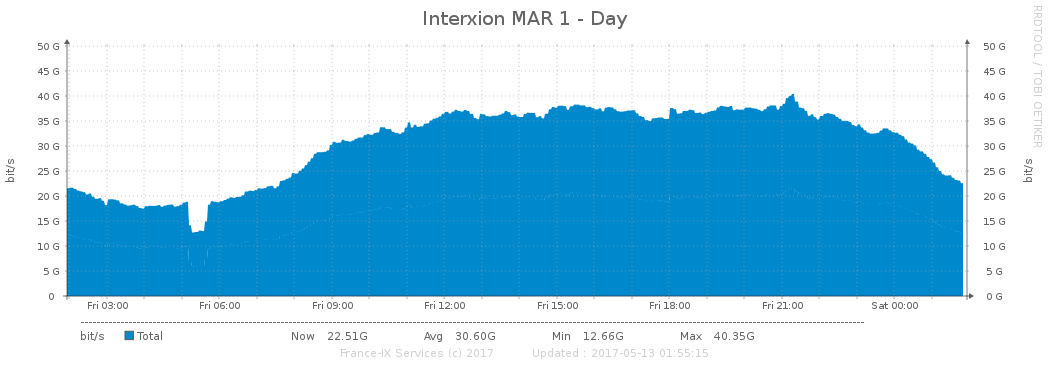 Interxion MAR 1 - Day
RRDTOOL / TOBI OETIKER
bit/s
50 G 50 G
45 G 45 G
40 G 40 G
35 G 35 G
30 G 30 G
25 G 25 G
20 G 20 G
15 G 15 G
10 G 10 G
5 G 5 G
0 0 G
bit/s
Fri 03:00 Fri 06:00 Fri 09:00 Fri 12:00 Fri 15:00 Fri 18:00 Fri 21:00 Sat 00:00
bit/s Total Now 22.51G Avg 30.60G Min 12.66G Max 40.35G
France-IX Services (c) 2017 Updated : 2017-05-13 01:55:15